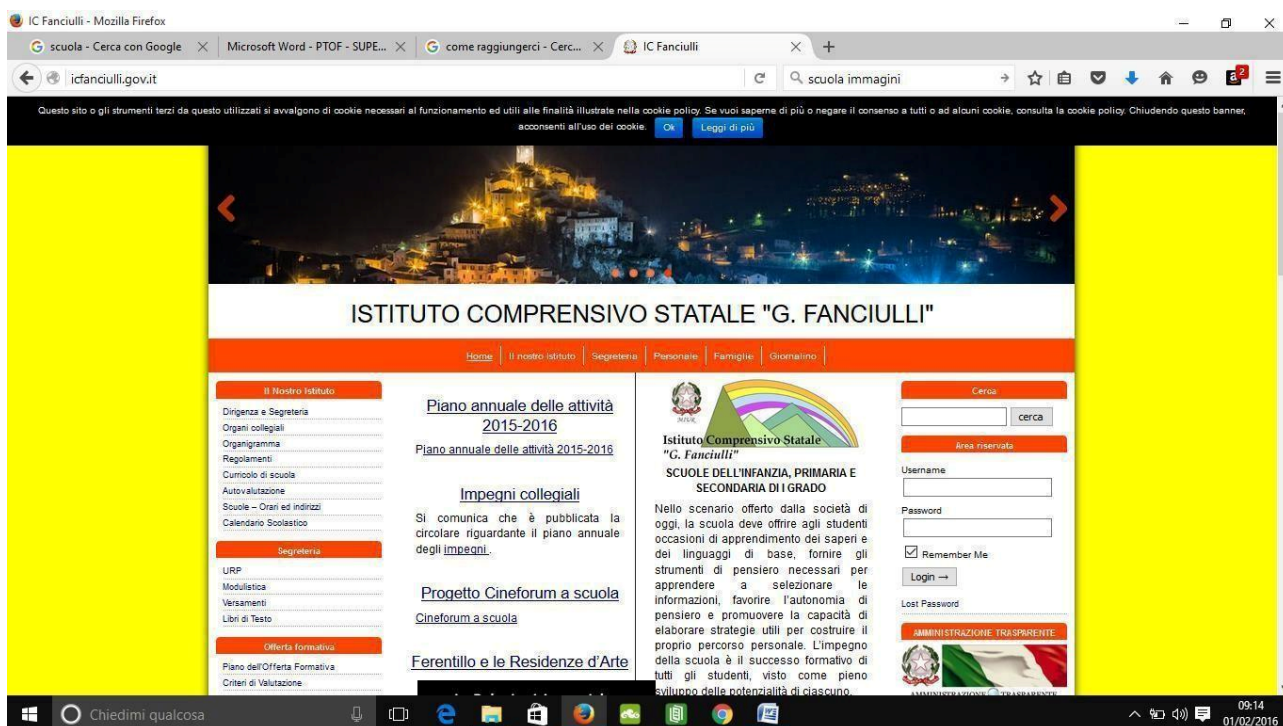 IC Fanciulli - Mozilla Firefox
scuola - Cerca con Google
Microsoft Word - PTOF - SUPE...
come raggiungerci - Cerc...
IC Fanciulli
icfanciulli.gov.it
scuola immagini
2
Questo sito o gli strumenti terzi da questo utilizzati si avvalgono di cookie necessari al funzionamento ed utili alle finalità illustrate nella cookie policy. Se vuoi saperne di più o negare il consenso a tutti o ad alcuni cookie, consulta la cookie policy. Chiudendo questo banner,
acconsenti all'uso dei cookie. Ok Leggi di più
ISTITUTO COMPRENSIVO STATALE "G. FANCIULLI"
Home Il nostro istituto Segreteria Personale Famiglie Giornalino
Il Nostro Istituto
Dirigenza e Segreteria
Organi collegiali
Organigramma
Regolamenti
Curricolo di scuola
Autovalutazione
Scuole – Orari ed indirizzi
Calendario Scolastico
Segreteria
URP
Modulistica
Versamenti
Libri di Testo
Offerta formativa
Piano dell'Offerta Formativa
Criteri di Valutazione
Piano annuale delle attività
2015-2016
Piano annuale delle attività 2015-2016
Impegni collegiali
Si comunica che è pubblicata la
circolare riguardante il piano annuale
degli impegni .
Progetto Cineforum a scuola
Cineforum a scuola
Ferentillo e le Residenze d'Arte
Istituto Comprensivo Statale
"G. Fanciulli"
SCUOLE DELL'INFANZIA, PRIMARIA E
SECONDARIA DI I GRADO
Nello scenario offerto dalla società di
oggi, la scuola deve offrire agli studenti
occasioni di apprendimento dei saperi e
dei linguaggi di base, fornire gli
strumenti di pensiero necessari per
apprendere a selezionare le
informazioni, favorire l'autonomia di
pensiero e promuovere la capacità di
elaborare strategie utili per costruire il
proprio percorso personale. L'impegno
della scuola è il successo formativo di
tutti gli studenti, visto come pieno
sviluppo delle potenzialità di ciascuno.
Cerca
cerca
Area riservata
Username
Password
Remember Me
Login →
Lost Password
AMMINISTRAZIONE TRASPARENTE
AMMINISTRAZIONE TRASPARENTE
Chiedimi qualcosa
09:14
01/02/2016